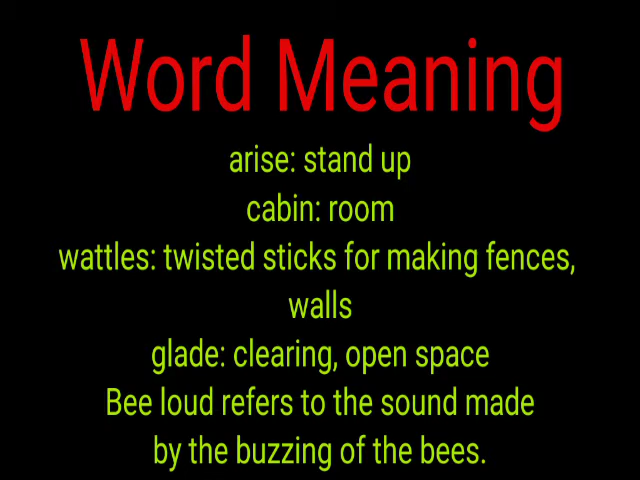 Word Meaning
arise: stand up
cabin: room
wattles: twisted sticks for making fences,
walls
glade: clearing, open space
Bee loud refers to the sound made
by the buzzing of the bees.